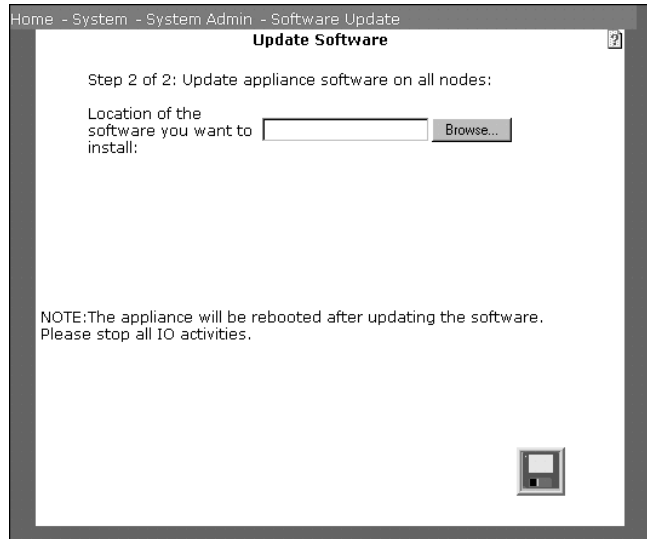 Home - System - System Admin - Software Update
Update Software
?
Step 2 of 2: Update appliance software on all nodes:
Location of the
software you want to
install:
Browse...
NOTE:The appliance will be rebooted after updating the software.
Please stop all IO activities.